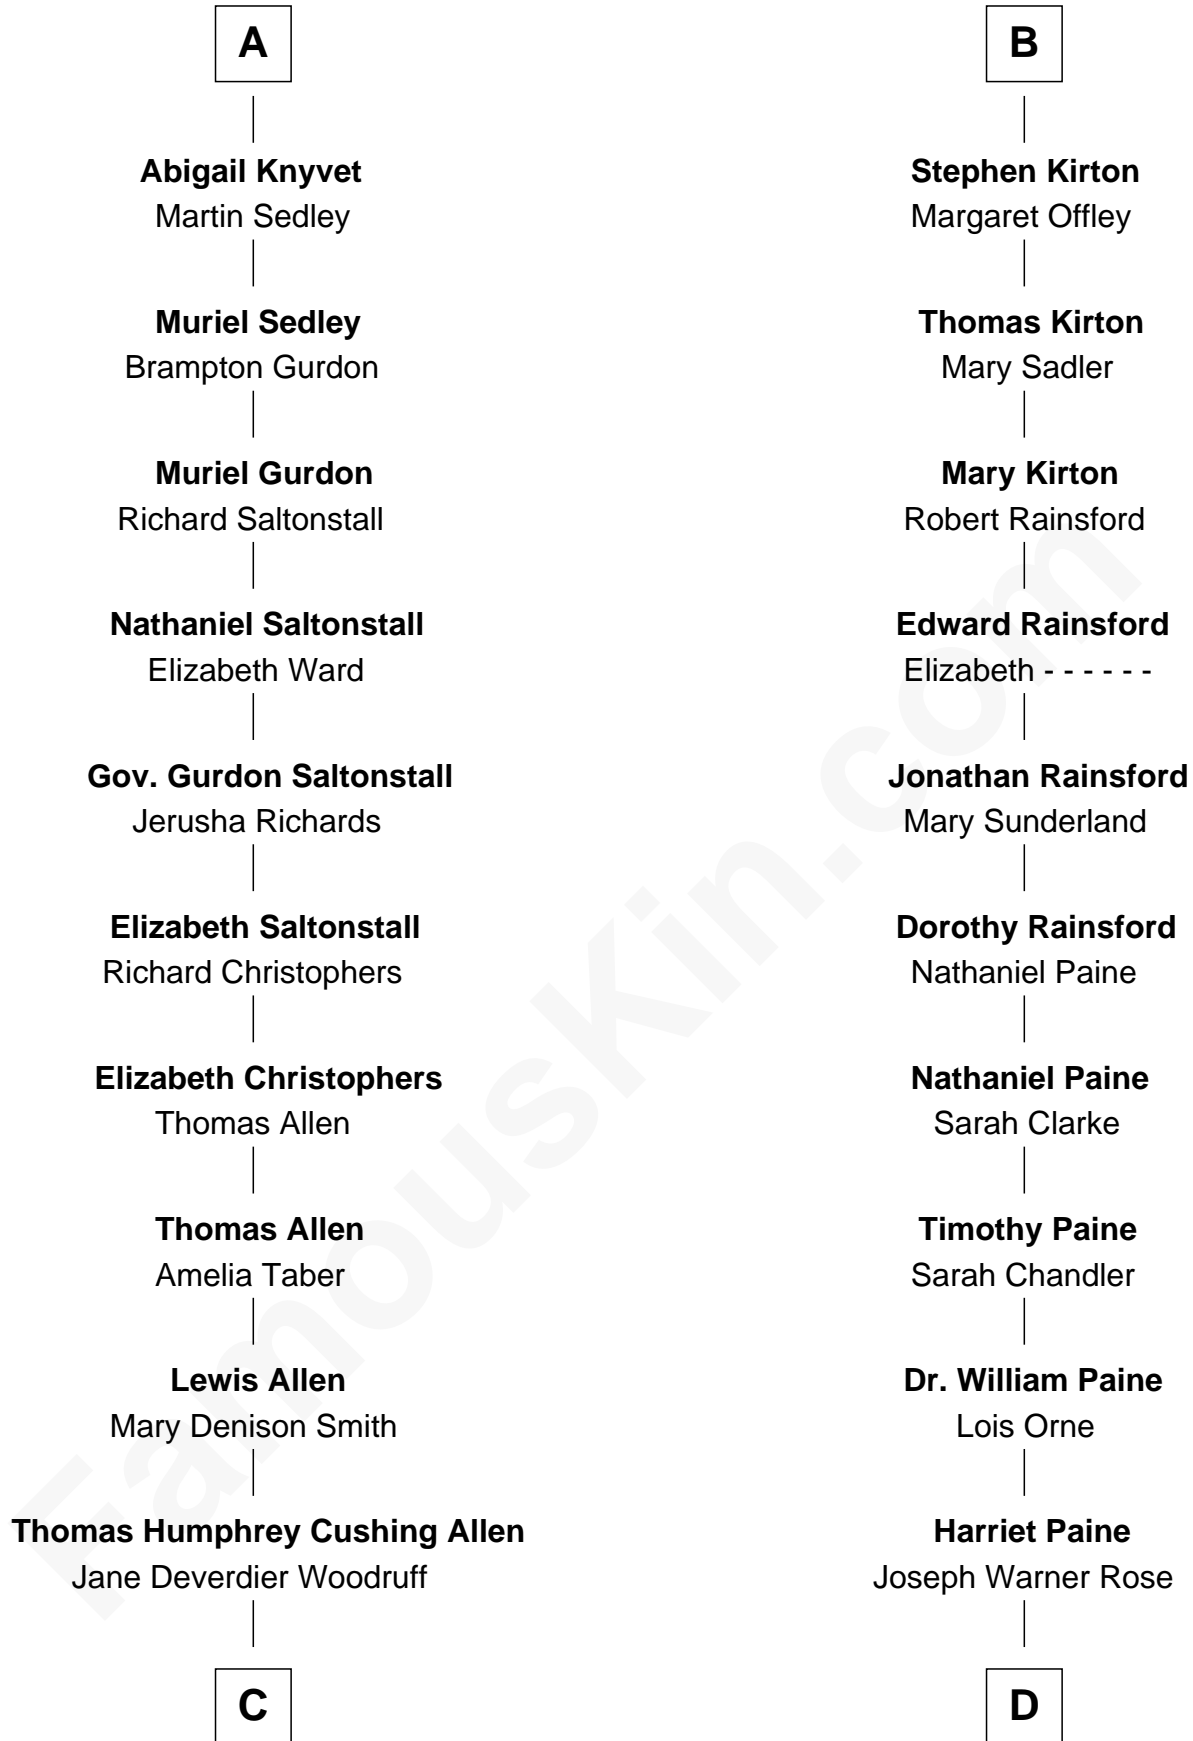 A
Abigail Knyvet
Martin Sedley
Muriel Sedley
Brampton Gurdon
Muriel Gurdon
Richard Saltonstall
Nathaniel Saltonstall
Elizabeth Ward
Gov. Gurdon Saltonstall
Jerusha Richards
Elizabeth Saltonstall
Richard Christophers
Elizabeth Christophers
Thomas Allen
Thomas Allen
Amelia Taber
Lewis Allen
Mary Denison Smith
Thomas Humphrey Cushing Allen
Jane Deverdier Woodruff
C
B
Stephen Kirton
Margaret Offley
Thomas Kirton
Mary Sadler
Mary Kirton
Robert Rainsford
Edward Rainsford
Elizabeth - - - - - -
Jonathan Rainsford
Mary Sunderland
Dorothy Rainsford
Nathaniel Paine
Nathaniel Paine
Sarah Clarke
Timothy Paine
Sarah Chandler
Dr. William Paine
Lois Orne
Harriet Paine
Joseph Warner Rose
D
FamousKin.com